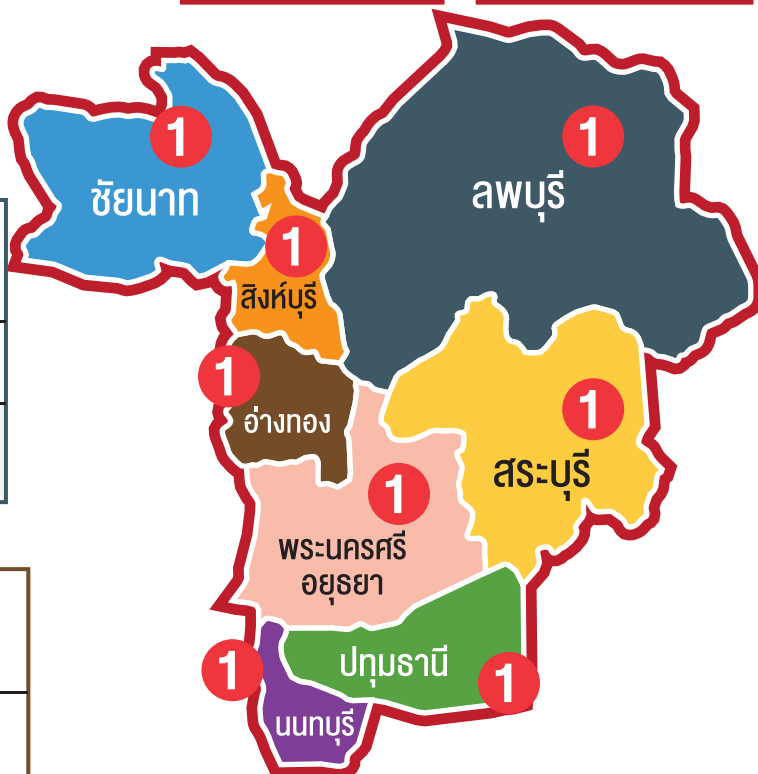 1
ชัยนาท
1
ลพบุรี
1
สิงห์บุรี
1
อ่างทอง
1
สระบุรี
1
พระนครศรี
อยุธยา
1
ปทุมธานี
1
นนทบุรี